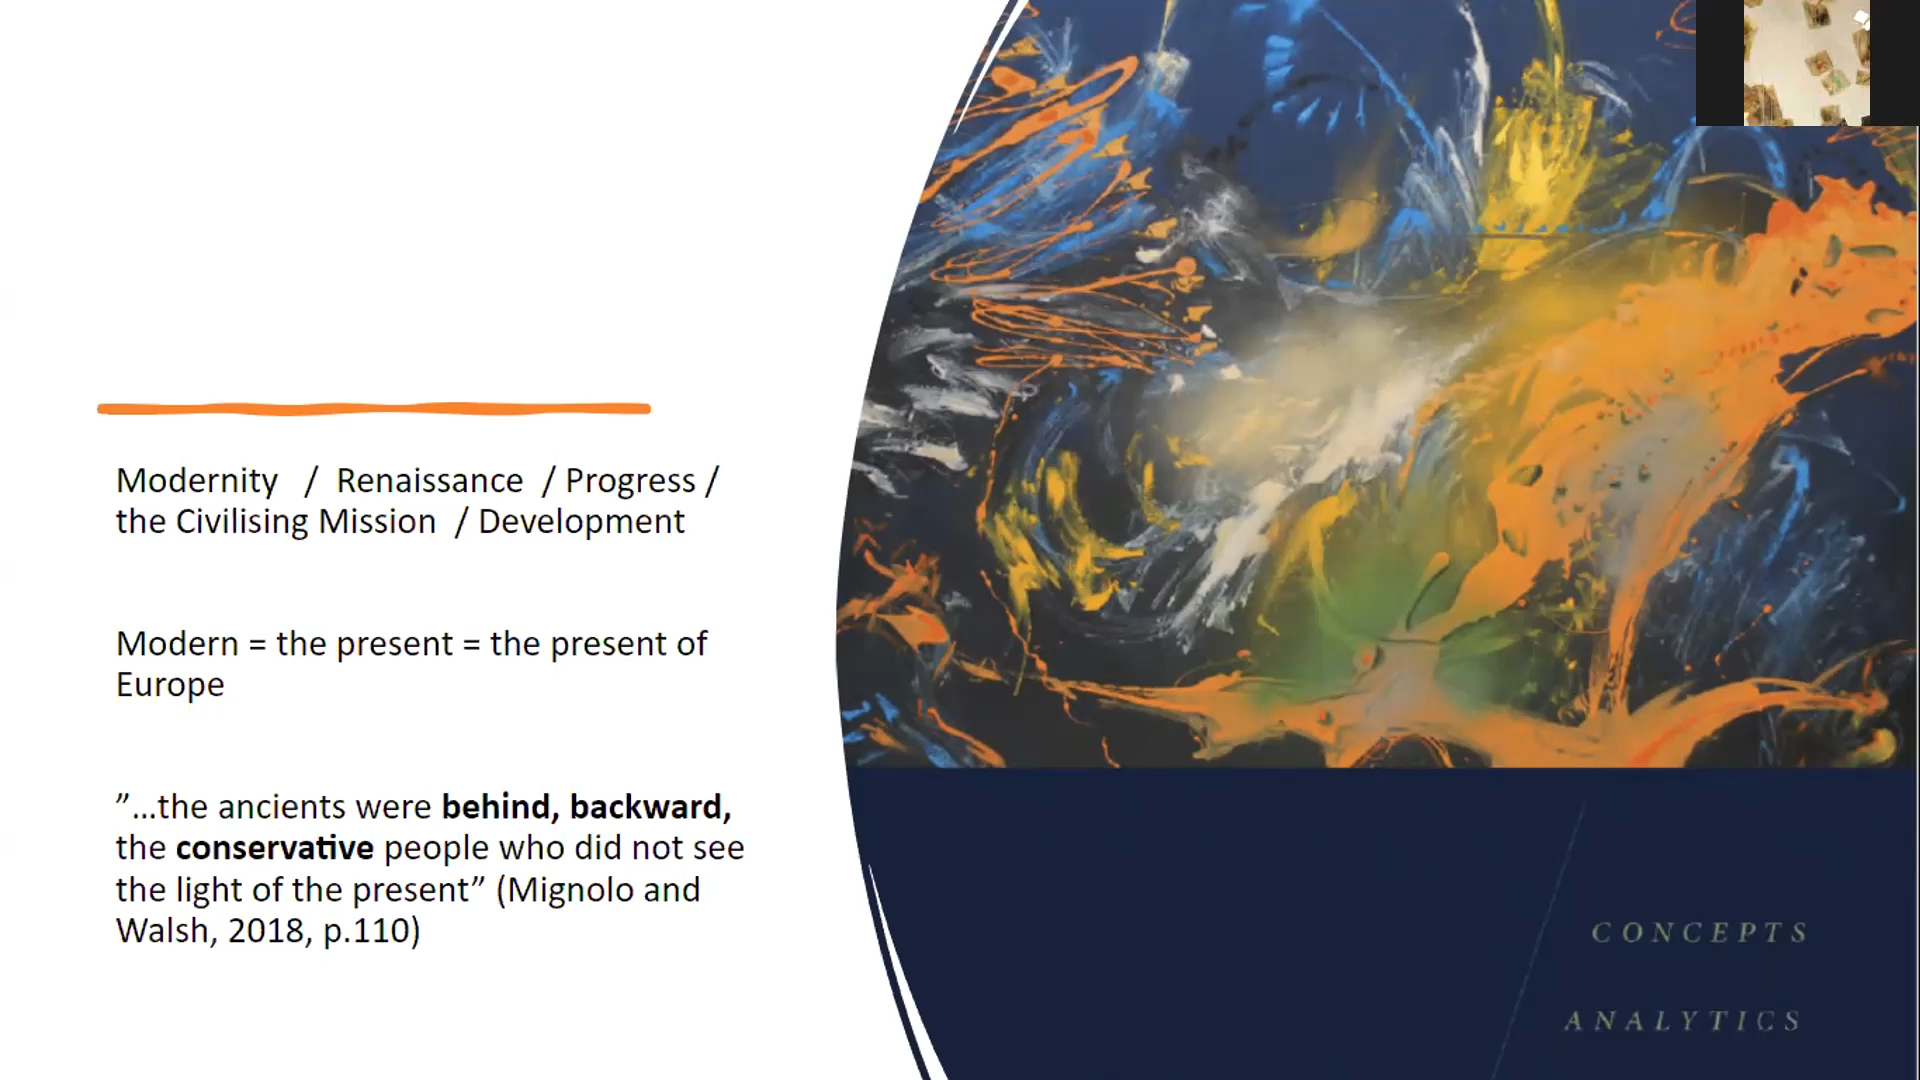 Modernity / Renaissance / Progress /
the Civilising Mission / Development
Modern = the present = the present of
Europe
”…the ancients were behind, backward,
the conservative people who did not see
the light of the present” (Mignolo and
Walsh, 2018, p.110)
CONCEPTS
ANALYTICS